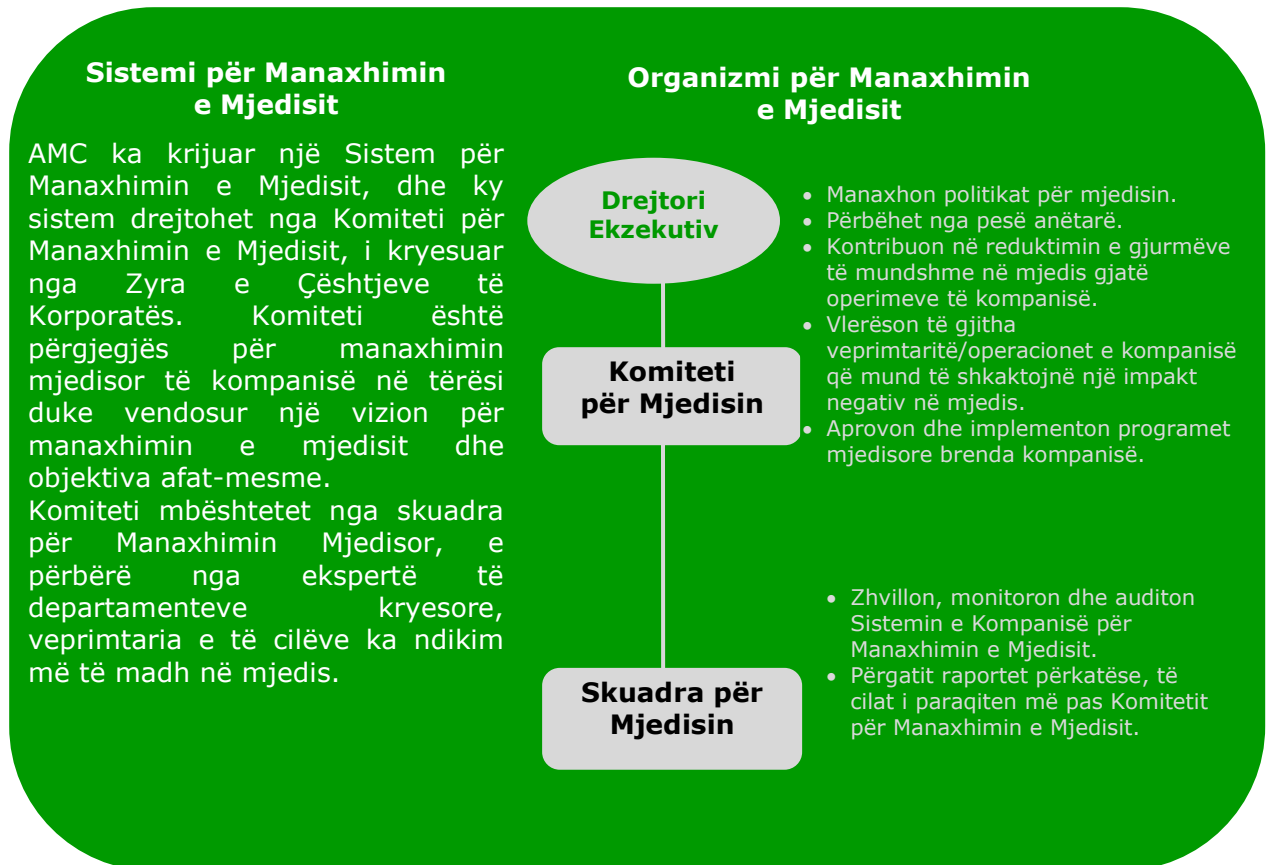 Sistemi për Manaxhimin
e Mjedisit
AMC ka krijuar një Sistem për
Manaxhimin e Mjedisit, dhe ky
sistem drejtohet nga Komiteti për
Manaxhimin e Mjedisit, i kryesuar
nga Zyra e Çështjeve të
Korporatës. Komiteti është
përgjegjës për manaxhimin
mjedisor të kompanisë në tërësi
duke vendosur një vizion për
manaxhimin e mjedisit dhe
objektiva afat-mesme.
Komiteti mbështetet nga skuadra
për Manaxhimin Mjedisor, e
përbërë nga ekspertë të
departamenteve kryesore,
veprimtaria e të cilëve ka ndikim
më të madh në mjedis.
Organizmi për Manaxhimin
e Mjedisit
Drejtori
Ekzekutiv
Komiteti
për Mjedisin
Skuadra për
Mjedisin
• Manaxhon politikat për mjedisin.
• Përbëhet nga pesë anëtarë.
• Kontribuon në reduktimin e gjurmëve
të mundshme në mjedis gjatë
operimeve të kompanisë.
• Vlerëson të gjitha
veprimtaritë/operacionet e kompanisë
që mund të shkaktojnë një impakt
negativ në mjedis.
• Aprovon dhe implementon programet
mjedisore brenda kompanisë.
• Zhvillon, monitoron dhe auditon
Sistemin e Kompanisë për
Manaxhimin e Mjedisit.
• Përgatit raportet përkatëse, të
cilat i paraqiten më pas Komitetit
për Manaxhimin e Mjedisit.